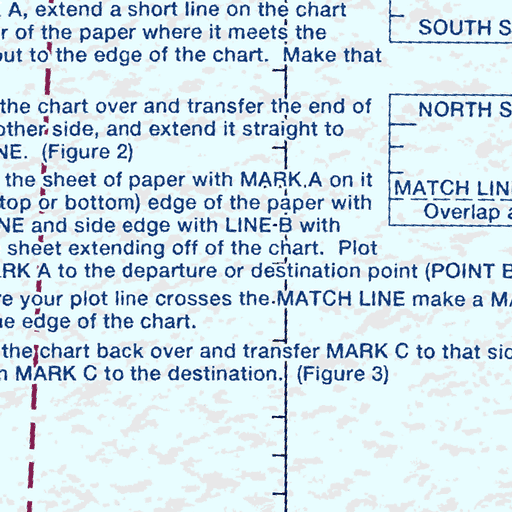 A, extend a short line on the chart
r of the paper where it meets the
out to the edge of the chart. Make that
the chart over and transfer the end of
other side, and extend it straight to
NE. (Figure 2)
the sheet of paper with MARK A on it
top or bottom) edge of the paper with
NE and side edge with LINE B with
sheet extending off of the chart. Plot
RK A to the departure or destination point (POINT B
re your plot line crosses the MATCH LINE make a MA
he edge of the chart.
the chart back over and transfer MARK C to that sid
h MARK C to the destination. (Figure 3)
SOUTH S
NORTH S
MATCH LIN
Overlap a